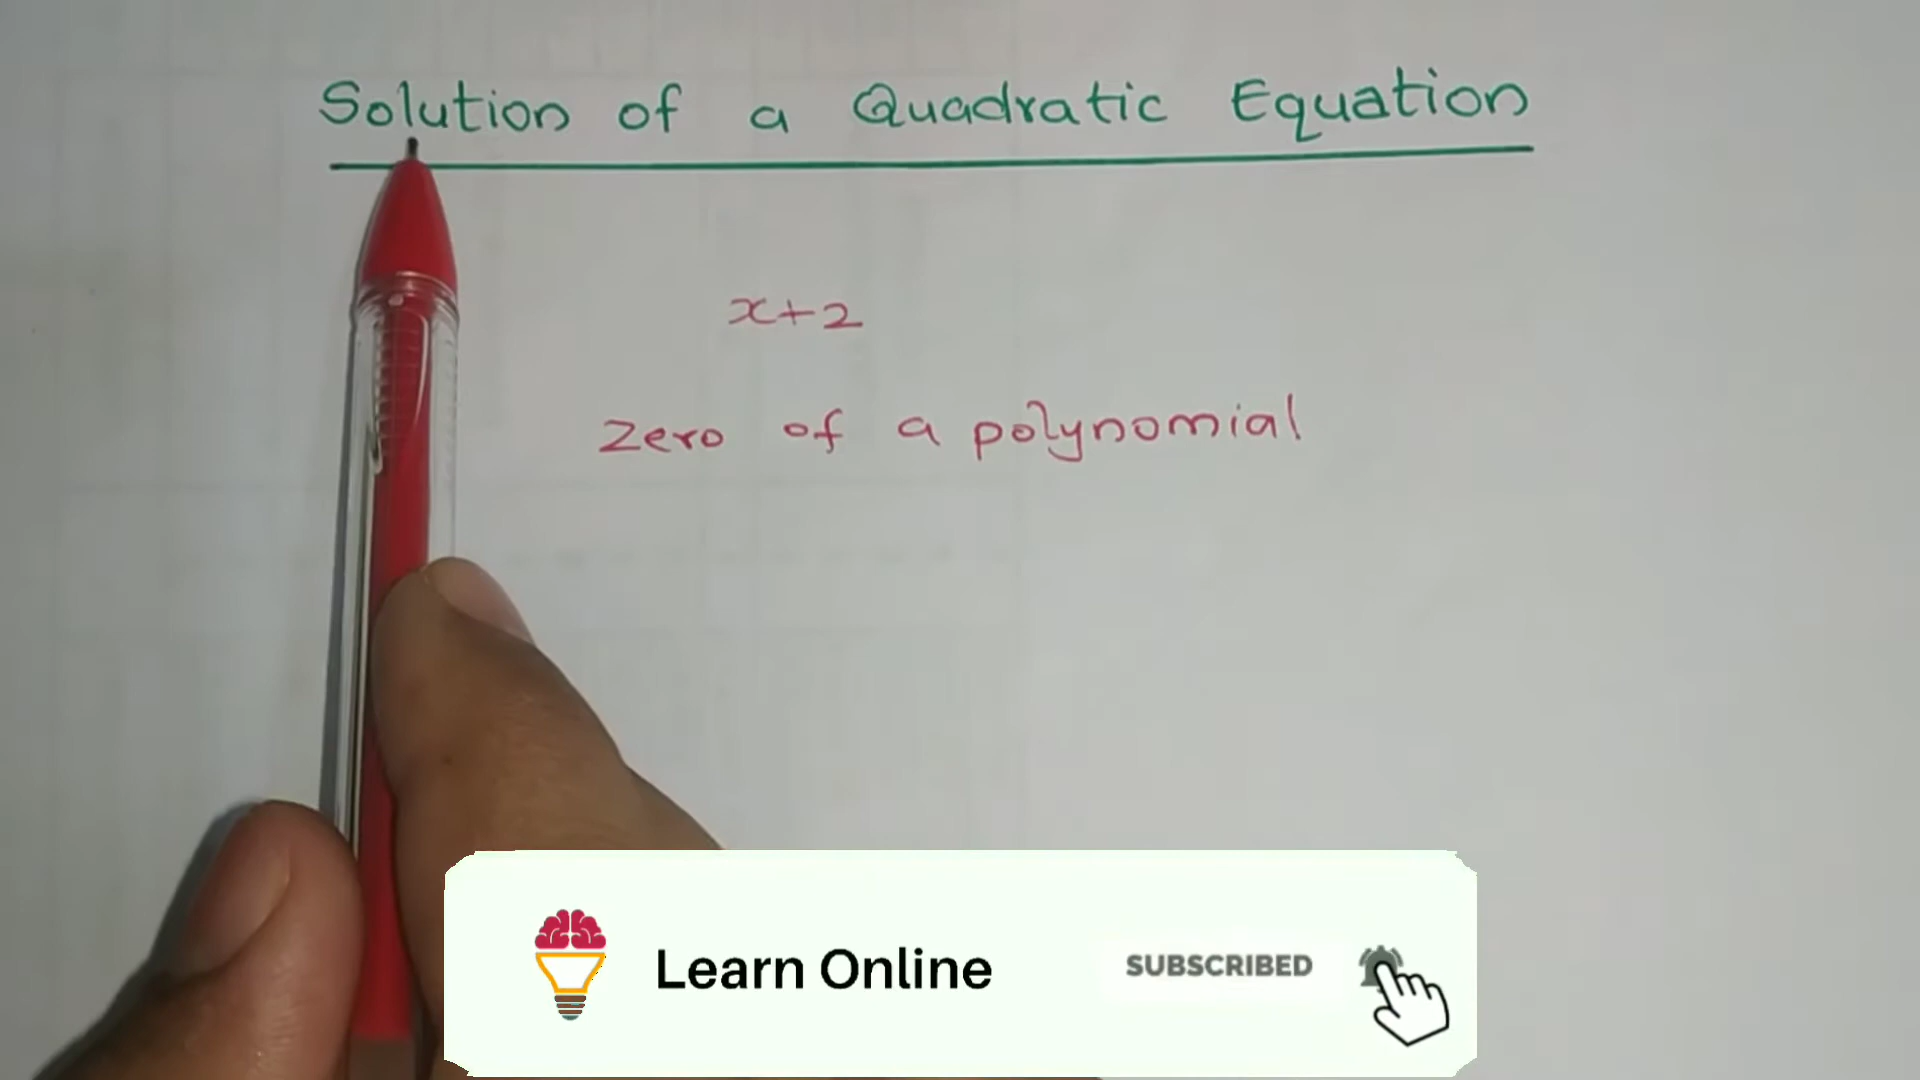 Solution of a Quadratic Equation
x+2
zero of a polynomial
Learn Online
SUBSCRIBED